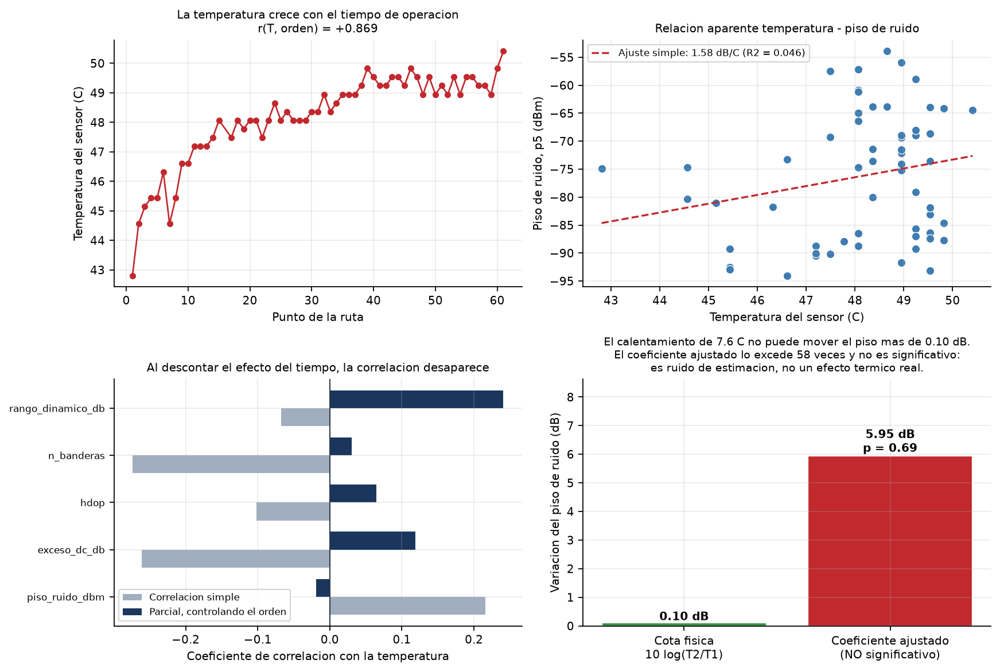 La temperatura crece con el tiempo de operacion
r(T, orden) = +0.869
50
49
48
47
46
45
44
43
Temperatura del sensor (C)
0 10 20 30 40 50 60
Punto de la ruta
Relacion aparente temperatura - piso de ruido
Ajuste simple: 1.58 dB/C (R2 = 0.046)
−55
−60
−65
−70
−75
−80
−85
−90
−95
Piso de ruido, p5 (dBm)
43 44 45 46 47 48 49 50
Temperatura del sensor (C)
Al descontar el efecto del tiempo, la correlacion desaparece
rango_dinamico_db
n_banderas
hdop
exceso_dc_db
piso_ruido_dbm
Correlacion simple
Parcial, controlando el orden
−0.2 −0.1 0.0 0.1 0.2
Coeficiente de correlacion con la temperatura
El calentamiento de 7.6 C no puede mover el piso mas de 0.10 dB.
El coeficiente ajustado lo excede 58 veces y no es significativo:
es ruido de estimacion, no un efecto termico real.
8
7
6
5
4
3
2
1
0
Variacion del piso de ruido (dB)
5.95 dB
p = 0.69
0.10 dB
Cota fisica
10 log(T2/T1)
Coeficiente ajustado
(NO significativo)